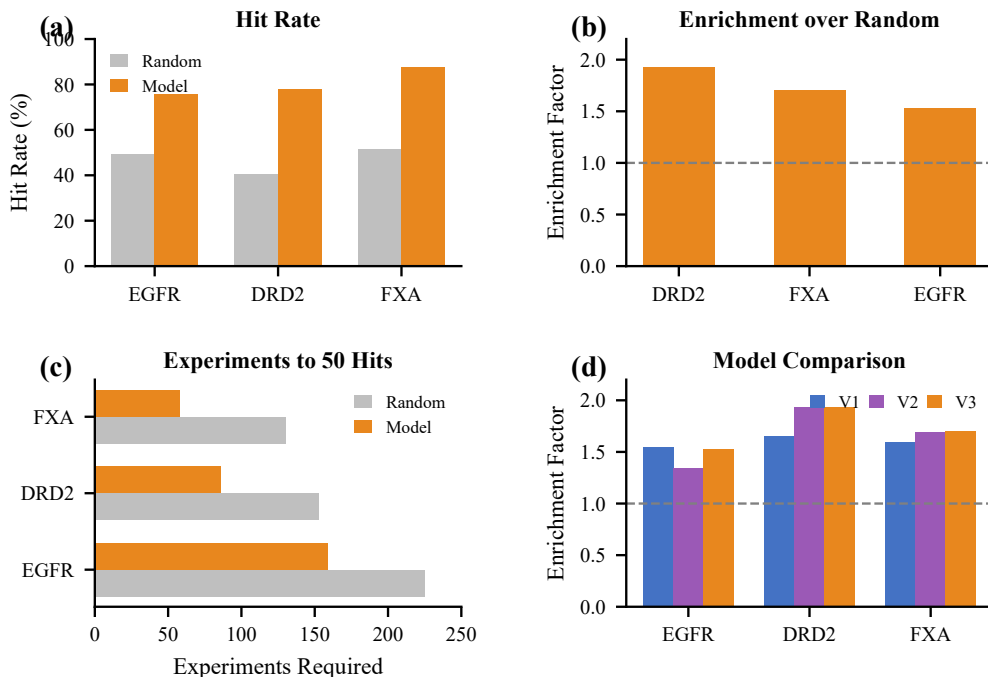 (a) Hit Rate
Random
Model
Hit Rate (%)
100
80
60
40
20
0
EGFR DRD2 FXA
(b) Enrichment over Random
Enrichment Factor
2.0
1.5
1.0
0.5
0.0
DRD2 FXA EGFR
(c) Experiments to 50 Hits
Random
Model
FXA
DRD2
EGFR
0 50 100 150 200 250
Experiments Required
(d) Model Comparison
V1 V2 V3
Enrichment Factor
2.0
1.5
1.0
0.5
0.0
EGFR DRD2 FXA